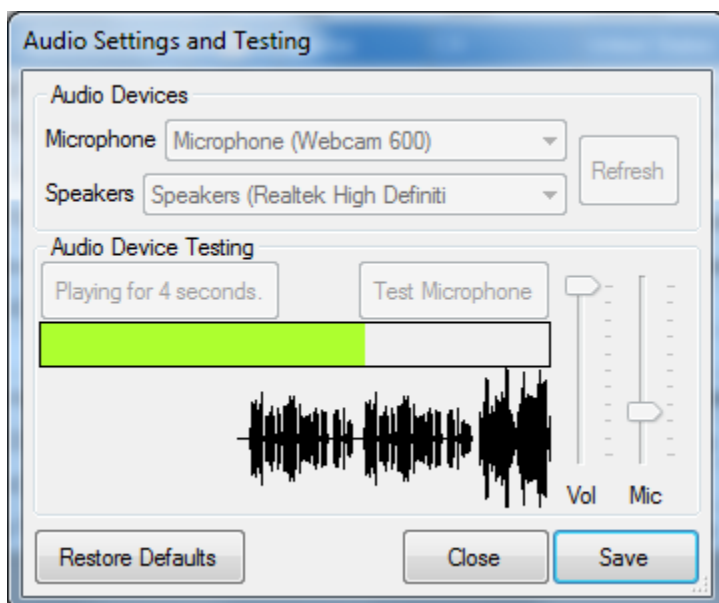 Audio Settings and Testing
Audio Devices
Microphone Microphone (Webcam 600)
Refresh
Speakers Speakers (Realtek High Definiti
Audio Device Testing
Playing for 4 seconds. Test Microphone
Vol Mic
Restore Defaults Close Save